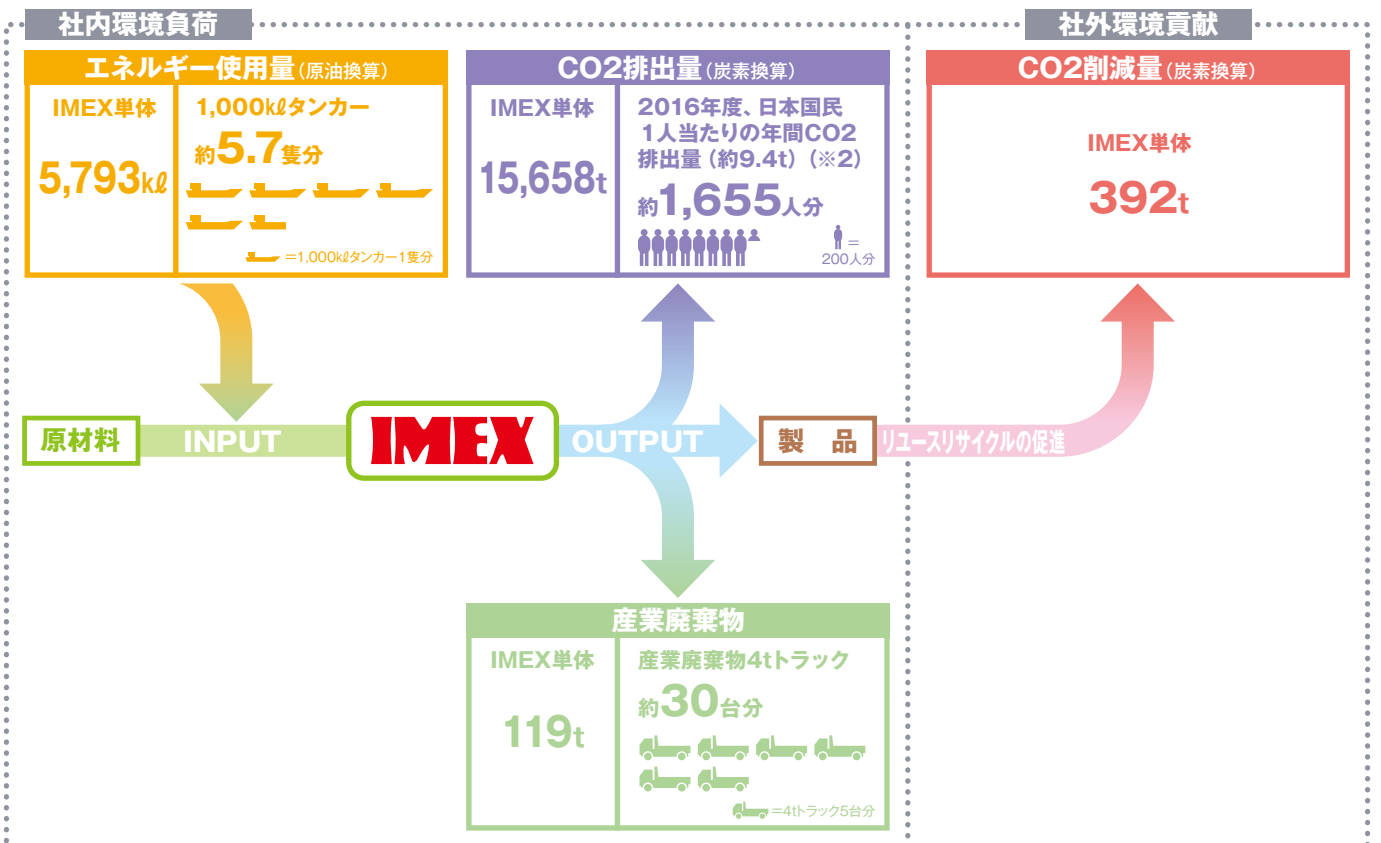 社内環境負荷
社外環境貢献
エネルギー使用量(原油換算)
IMEX単体
5,793kℓ
1,000kℓタンカー
約5.7隻分
=1,000kℓタンカー1隻分
CO2排出量(炭素換算)
IMEX単体
15,658t
2016年度、日本国民
1人当たりの年間CO2
排出量(約9.4t)(※2)
約1,655人分
=
200人分
CO2削減量(炭素換算)
IMEX単体
392t
原材料
INPUT
IMEX
OUTPUT
製 品
リユースリサイクルの促進
産業廃棄物
IMEX単体
119t
産業廃棄物4tトラック
約30台分
=4tトラック5台分